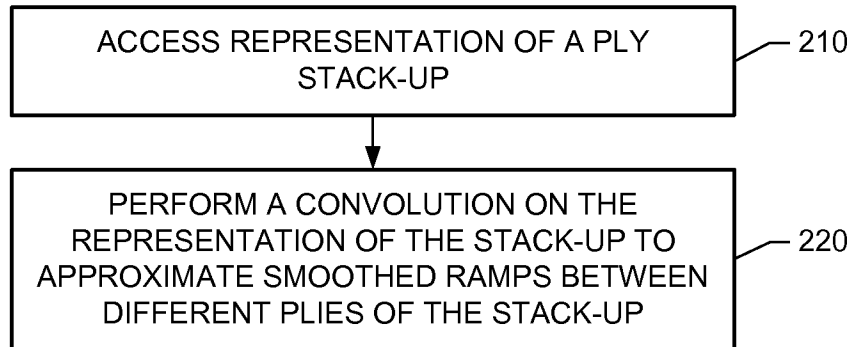 ACCESS REPRESENTATION OF A PLY
STACK-UP
210
PERFORM A CONVOLUTION ON THE
REPRESENTATION OF THE STACK-UP TO
APPROXIMATE SMOOTHED RAMPS BETWEEN
DIFFERENT PLIES OF THE STACK-UP
220